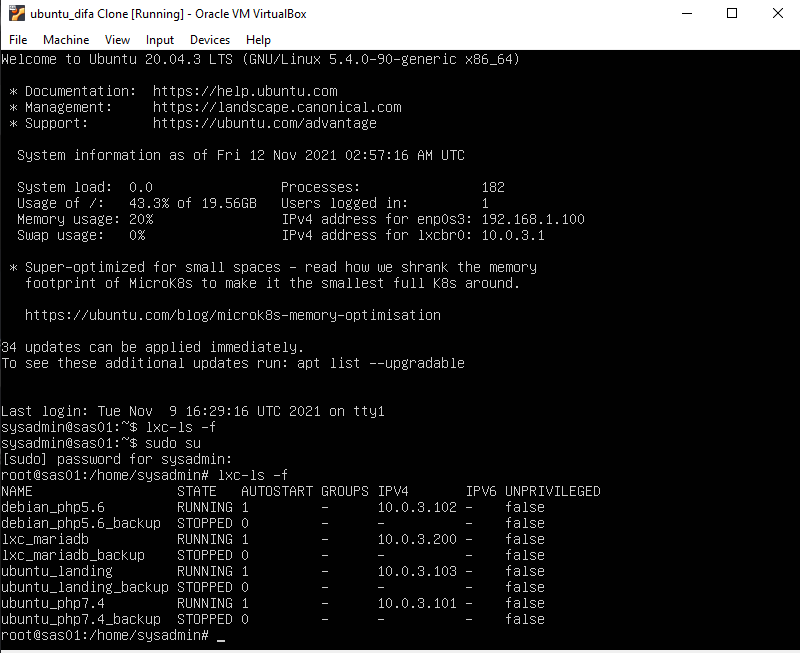 ubuntu_difa Clone [Running] - Oracle VM VirtualBox
File Machine View Input Devices Help
Welcome to Ubuntu 20.04.3 LTS (GNU/Linux 5.4.0-90-generic x86_64)
* Documentation: https://help.ubuntu.com
* Management: https://landscape.canonical.com
* Support: https://ubuntu.com/advantage
System information as of Fri 12 Nov 2021 02:57:16 AM UTC
System load: 0.0 Processes: 182
Usage of /: 43.3% of 19.56GB Users logged in: 1
Memory usage: 20% IPv4 address for enp0s3: 192.168.1.100
Swap usage: 0% IPv4 address for lxcbr0: 10.0.3.1
* Super-optimized for small spaces - read how we shrank the memory
footprint of MicroK8s to make it the smallest full K8s around.
https://ubuntu.com/blog/microk8s-memory-optimisation
34 updates can be applied immediately.
To see these additional updates run: apt list --upgradable
Last login: Tue Nov 9 16:29:16 UTC 2021 on tty1
sysadmin@sas01:~$ lxc-ls -f
sysadmin@sas01:~$ sudo su
[sudo] password for sysadmin:
root@sas01:/home/sysadmin# lxc-ls -f
NAME STATE AUTOSTART GROUPS IPV4 IPV6 UNPRIVILEGED
debian_php5.6 RUNNING 1 - 10.0.3.102 - false
debian_php5.6_backup STOPPED 0 - - - false
lxc_mariadb RUNNING 1 - 10.0.3.200 - false
lxc_mariadb_backup STOPPED 0 - - - false
ubuntu_landing RUNNING 1 - 10.0.3.103 - false
ubuntu_landing_backup STOPPED 0 - - - false
ubuntu_php7.4 RUNNING 1 - 10.0.3.101 - false
ubuntu_php7.4_backup STOPPED 0 - - - false
root@sas01:/home/sysadmin# _